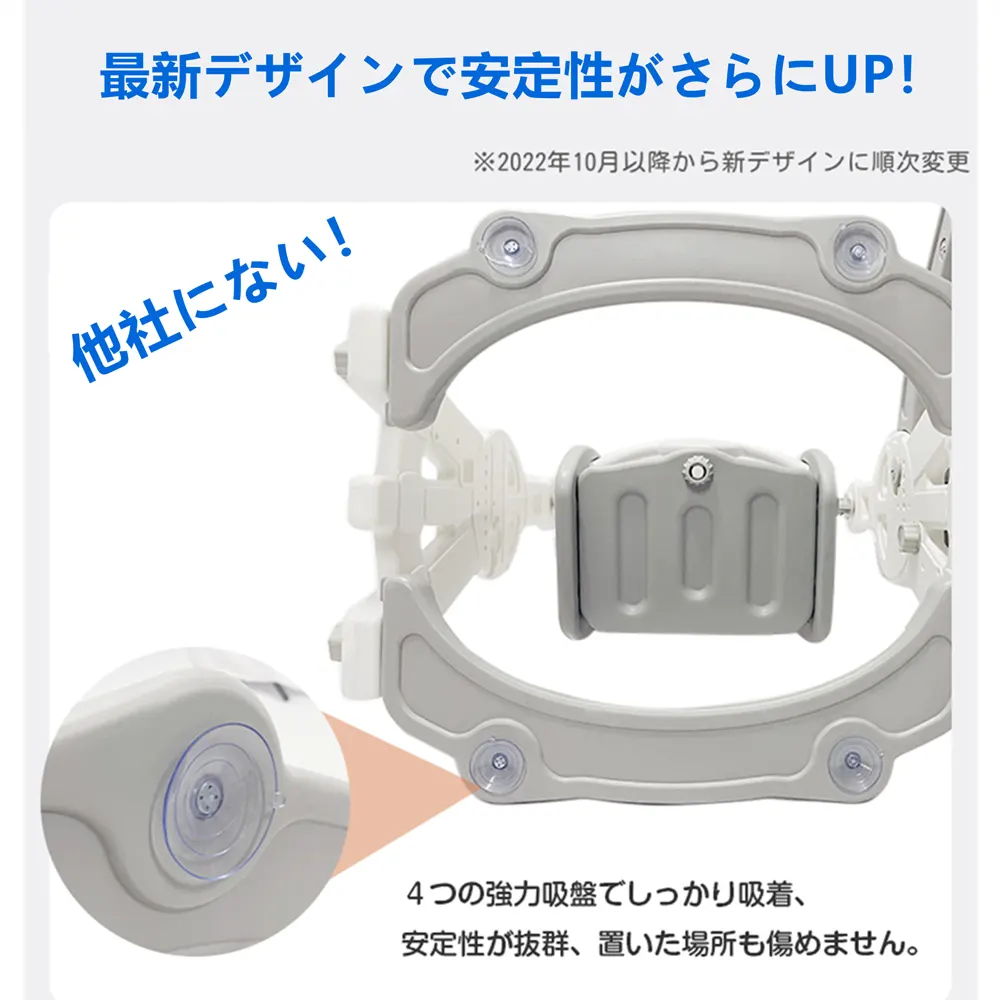 最新デザインで安定性がさらにUP!
※2022年10月以降から新デザインに順次変更
他社にない!
4つの強力吸盤でしっかり吸着、
安定性が抜群、置いた場所も傷めません。